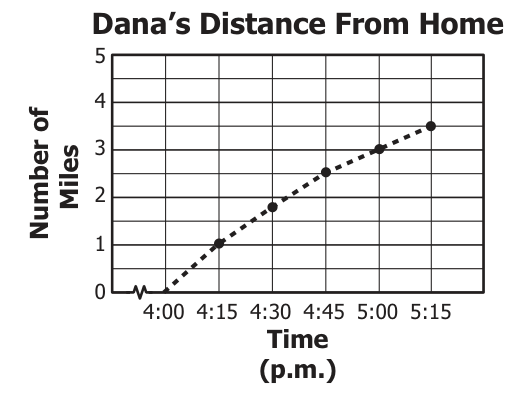 Dana’s Distance From Home
Number of
Miles
5
4
3
2
1
0
4:00 4:15 4:30 4:45 5:00 5:15
Time
(p.m.)